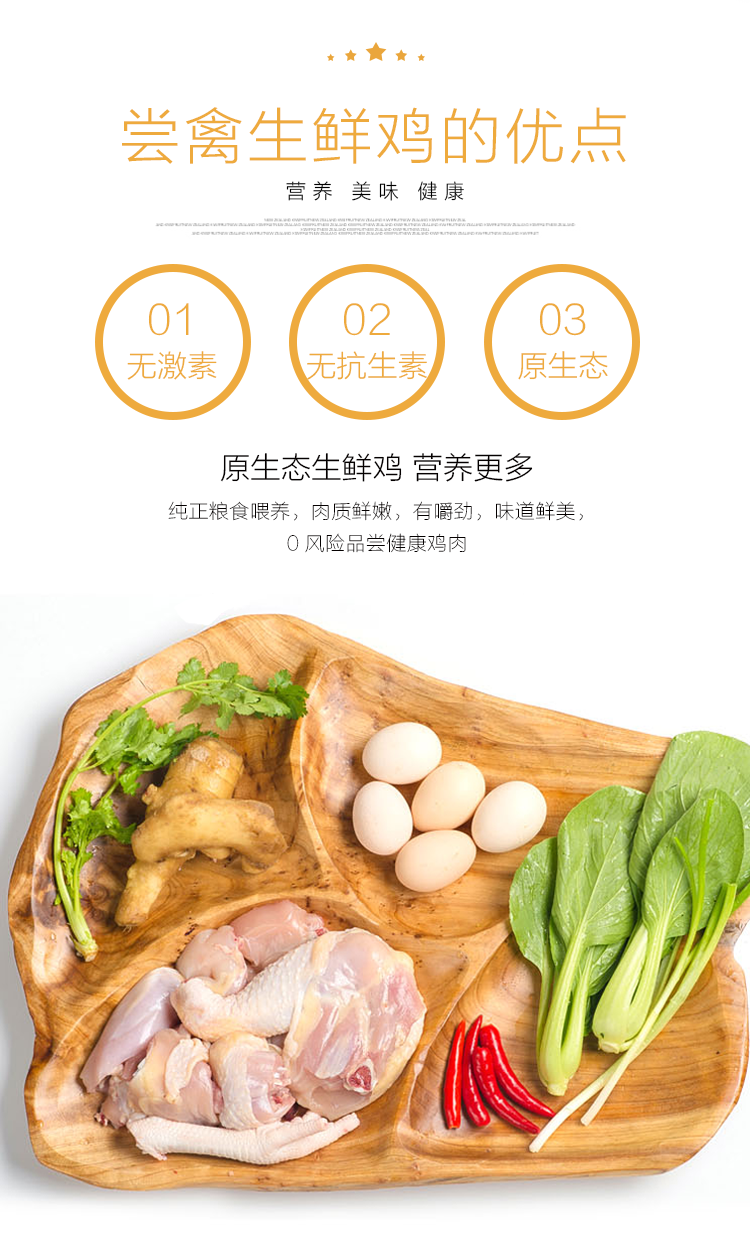 尝禽生鲜鸡的优点
营养 美味 健康
01
无激素
02
无抗生素
03
原生态
原生态生鲜鸡 营养更多
纯正粮食喂养，肉质鲜嫩，有嚼劲，味道鲜美，
0 风险品尝健康鸡肉